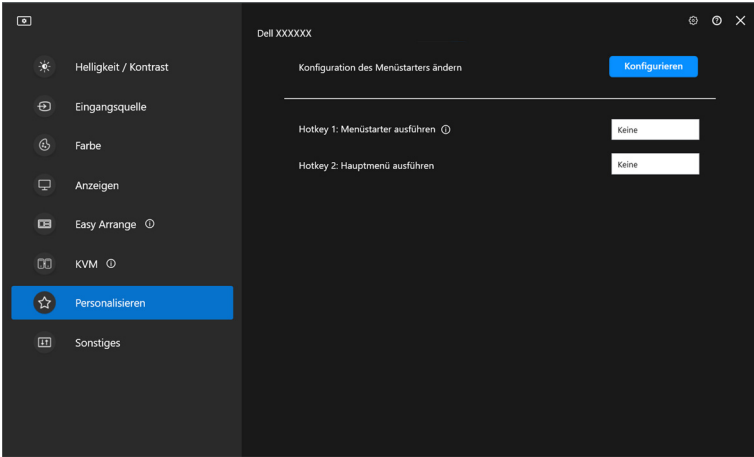 Dell XXXXXX
Helligkeit / Kontrast
Eingangsquelle
Farbe
Anzeigen
Easy Arrange
KVM
Personalisieren
Sonstiges
Konfiguration des Menüstarters ändern
Konfigurieren
Hotkey 1: Menüstarter ausführen
Keine
Hotkey 2: Hauptmenü ausführen
Keine